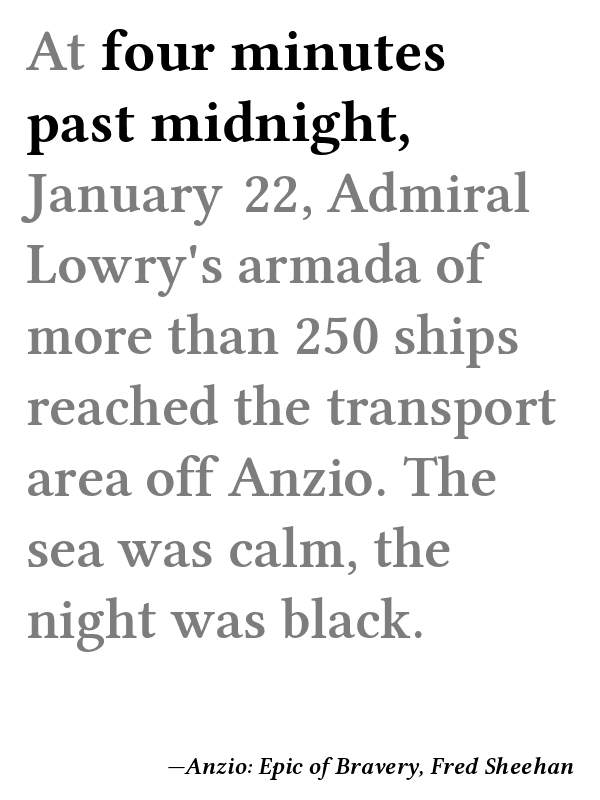 At four minutes
past midnight,
January 22, Admiral
Lowry's armada of
more than 250 ships
reached the transport
area off Anzio. The
sea was calm, the
night was black.
—Anzio: Epic of Bravery, Fred Sheehan